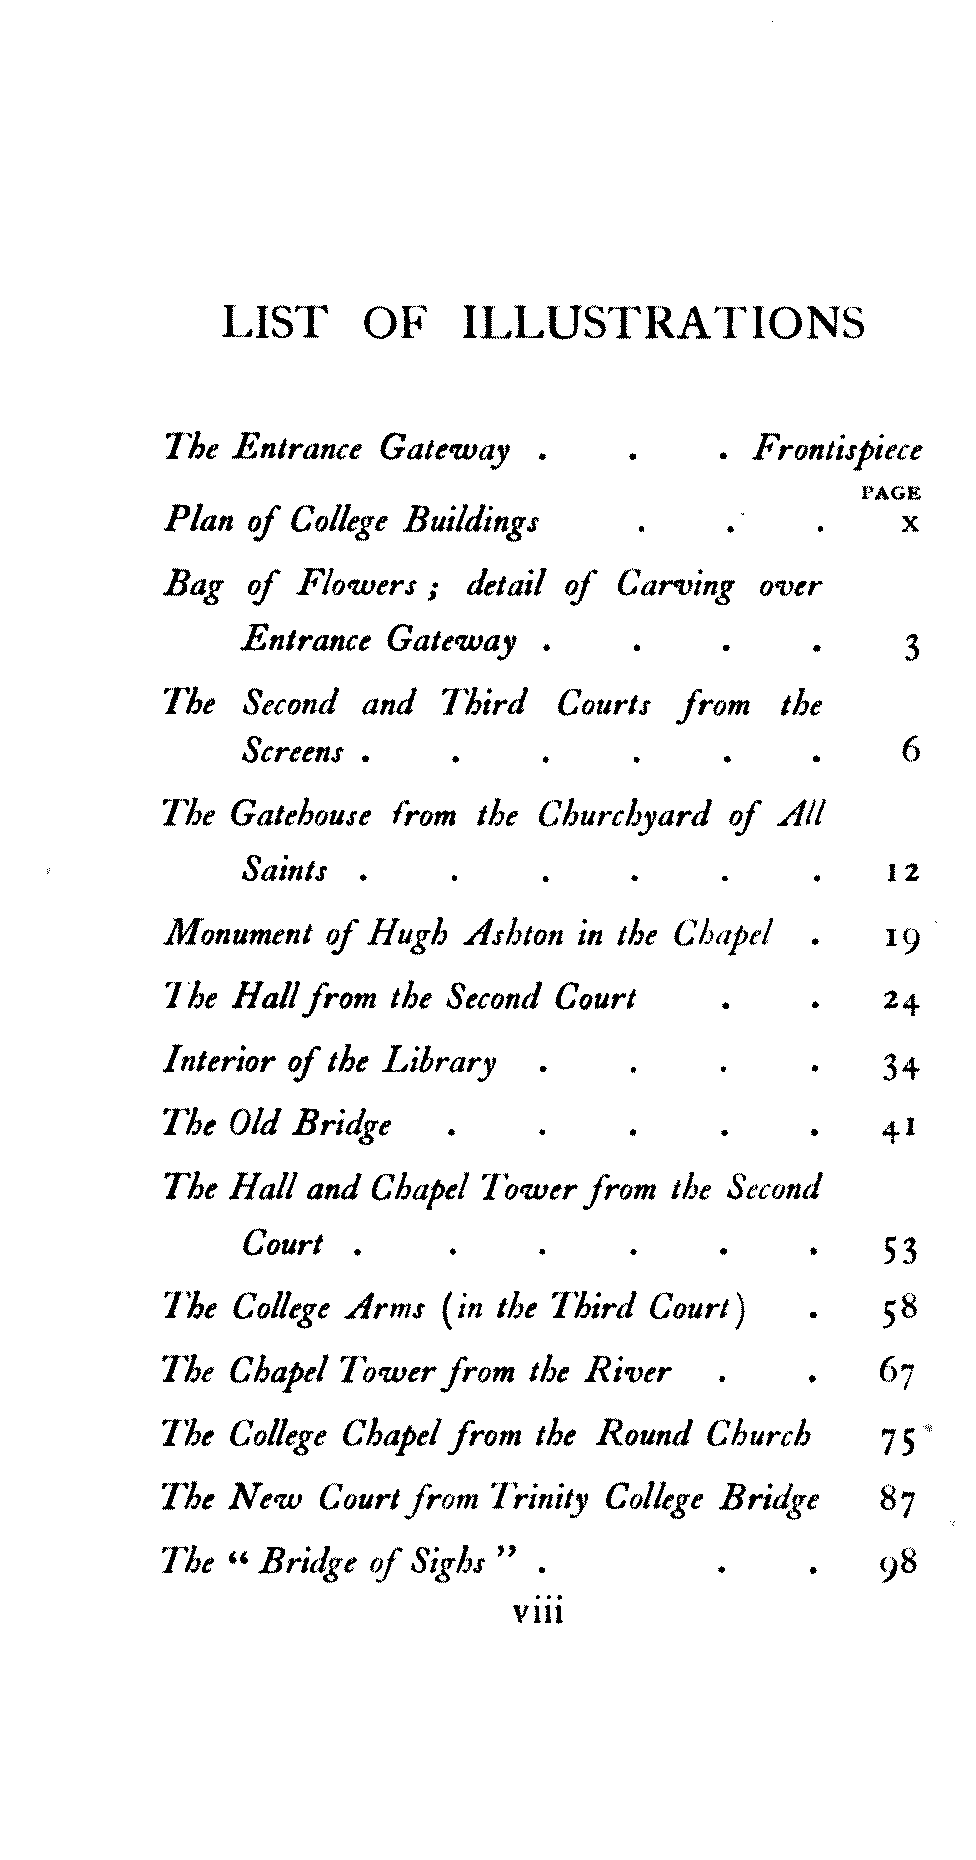 LIST OF ILLUSTRATIONS
The Entrance Gateway . . . Frontispiece
PAGE
Plan of College Buildings . . . x
Bag of Flowers ; detail of Carving over
Entrance Gateway . . . . 3
The Second and Third Courts from the
Screens . . . . . . 6
The Gatehouse from the Churchyard of All
Saints . . . . . . 12
Monument of Hugh Ashton in the Chapel . 19
The Hall from the Second Court . . 24
Interior of the Library . . . . 34
The Old Bridge . . . . . 41
The Hall and Chapel Tower from the Second
Court . . . . . . 53
The College Arms (in the Third Court) . 58
The Chapel Tower from the River . . 67
The College Chapel from the Round Church 75
The New Court from Trinity College Bridge 87
The “ Bridge of Sighs ” . . . 98
viii